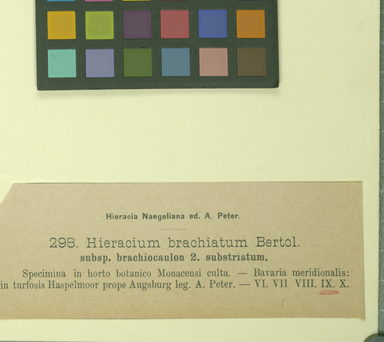 Hieracia Naegeliana ed. A. Peter.
298. Hieracium brachiatum Bertol.
subsp. brachiocaulon 2. substriatum.
Specimina in horto botanico Monacensi culta. — Bavaria meridionalis:
in turfosis Haspelmoor prope Augsburg leg. A. Peter. — VI. VII VIII. IX. X.